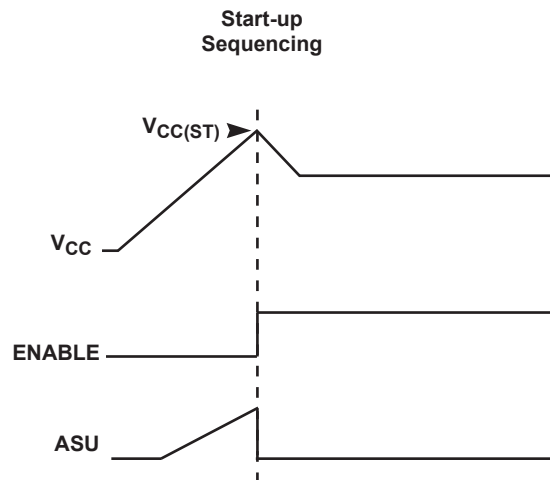 Start-up
Sequencing
VCC(ST)
VCC
ENABLE
ASU